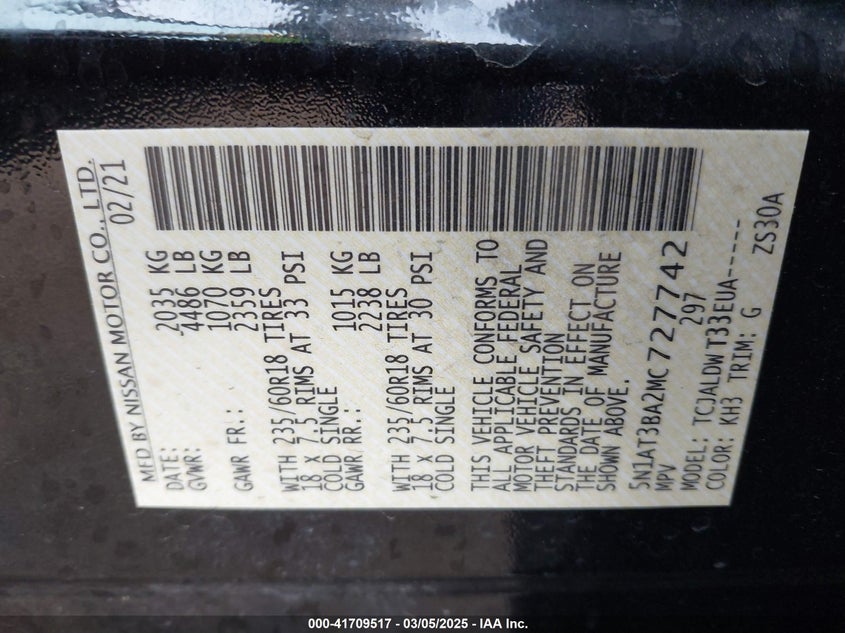 MFD BY NISSAN MOTOR CO., LTD.
DATE: 02/21
GVWR: 2035 KG
4486 LB
GAWR FR.: 1070 KG
2359 LB
WITH 235/60R18 TIRES
18 X 7.5 RIMS AT 33 PSI
COLD SINGLE
GAWR RR.: 1015 KG
2238 LB
WITH 235/60R18 TIRES
18 X 7.5 RIMS AT 30 PSI
COLD SINGLE
THIS VEHICLE CONFORMS TO
ALL APPLICABLE FEDERAL
MOTOR VEHICLE SAFETY AND
THEFT PREVENTION
STANDARDS IN EFFECT ON
THE DATE OF MANUFACTURE
SHOWN ABOVE.
5N1AT3BA2MC727742
MPV 297
MODEL: TCJALDW T33EUA------
COLOR: KH3 TRIM: G ZS30A
000-41709517 - 03/05/2025 - IAA Inc.